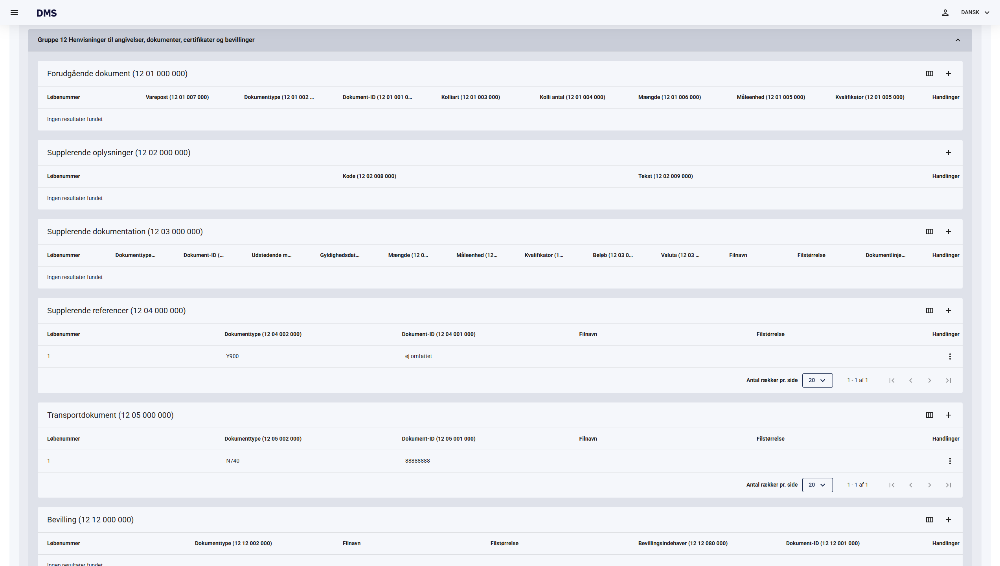 DMS
DANSK
Gruppe 12 Henvisninger til angivelser, dokumenter, certifikater og bevillinger
Forudgående dokument (12 01 000 000)
Løbenummer Varepost (12 01 007 000) Dokumenttype (12 01 002 ... Dokument-ID (12 01 001 0... Kolliart (12 01 003 000) Kolli antal (12 01 004 000) Mængde (12 01 006 000) Måleenhed (12 01 005 000) Kvalifikator (12 01 005 000) Handlinger
Ingen resultater fundet
Supplerende oplysninger (12 02 000 000)
Løbenummer Kode (12 02 008 000) Tekst (12 02 009 000) Handlinger
Ingen resultater fundet
Supplerende dokumentation (12 03 000 000)
Løbenummer Dokumenttype... Dokument-ID (... Udstedende m... Gyldighedsdat... Mængde (12 0... Måleenhed (12... Kvalifikator (1... Beløb (12 03 0... Valuta (12 03 ... Filnavn Filstørrelse Dokumentlinje... Handlinger
Ingen resultater fundet
Supplerende referencer (12 04 000 000)
Løbenummer Dokumenttype (12 04 002 000) Dokument-ID (12 04 001 000) Filnavn Filstørrelse Handlinger
1 Y900 ej omfattet
Antal rækker pr. side 20 1 - 1 af 1
Transportdokument (12 05 000 000)
Løbenummer Dokumenttype (12 05 002 000) Dokument-ID (12 05 001 000) Filnavn Filstørrelse Handlinger
1 N740 88888888
Antal rækker pr. side 20 1 - 1 af 1
Bevilling (12 12 000 000)
Løbenummer Dokumenttype (12 12 002 000) Filnavn Filstørrelse Bevillingsindehaver (12 12 080 000) Dokument-ID (12 12 001 000) Handlinger
Ingen resultater fundet